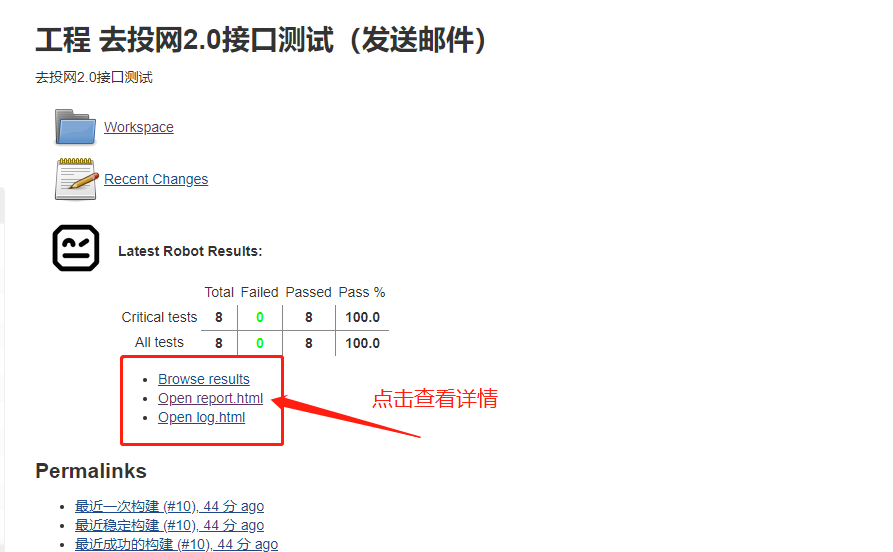 工程 去投网2.0接口测试（发送邮件）
去投网2.0接口测试
Workspace
Recent Changes
Latest Robot Results:
Total Failed Passed Pass %
Critical tests 8 0 8 100.0
All tests 8 0 8 100.0
Browse results
Open report.html
点击查看详情
Open log.html
Permalinks
最近一次构建 (#10), 44 分 ago
最近稳定构建 (#10), 44 分 ago
最近成功的构建 (#10), 44 分 ago